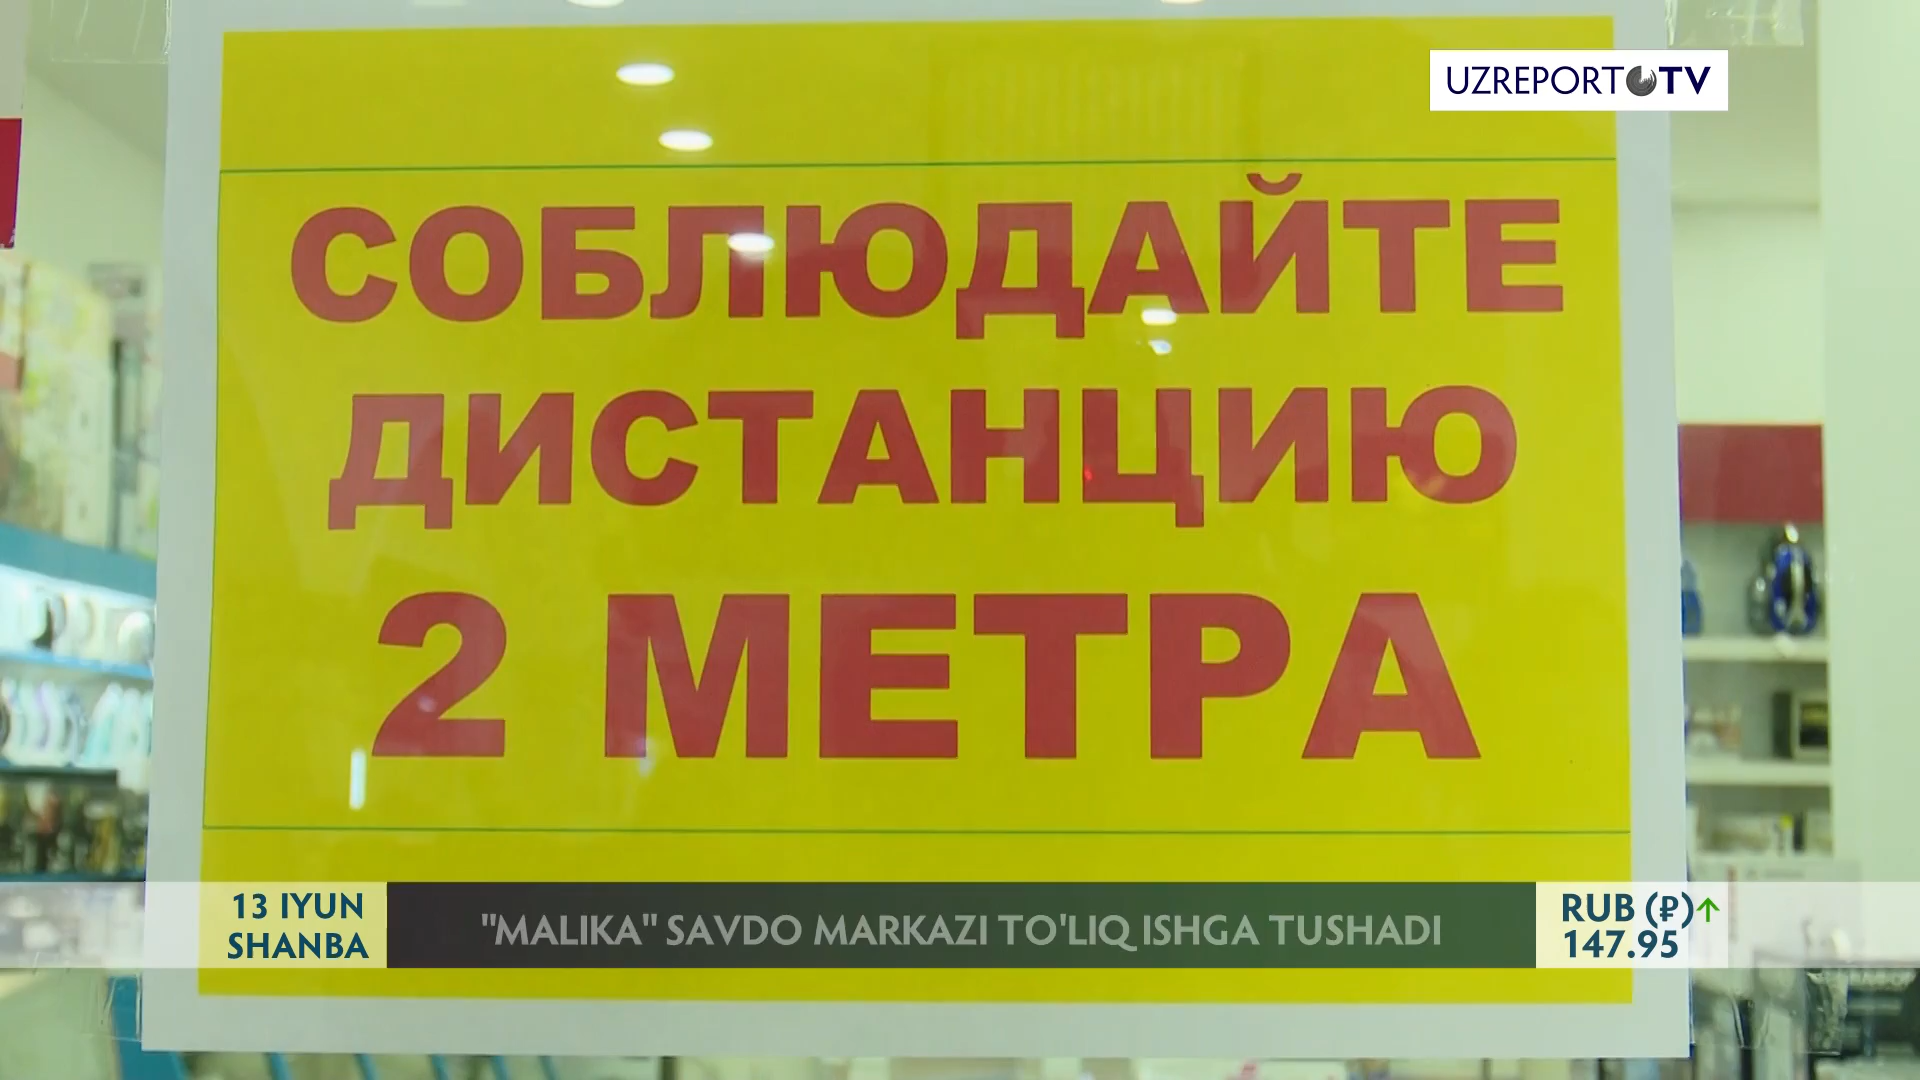 UZREPORT TV
СОБЛЮДАЙТЕ
ДИСТАНЦИЮ
2 МЕТРА
13 IYUN
SHANBA
"MALIKA" SAVDO MARKAZI TO'LIQ ISHGA TUSHADI
RUB (₽)↑
147.95